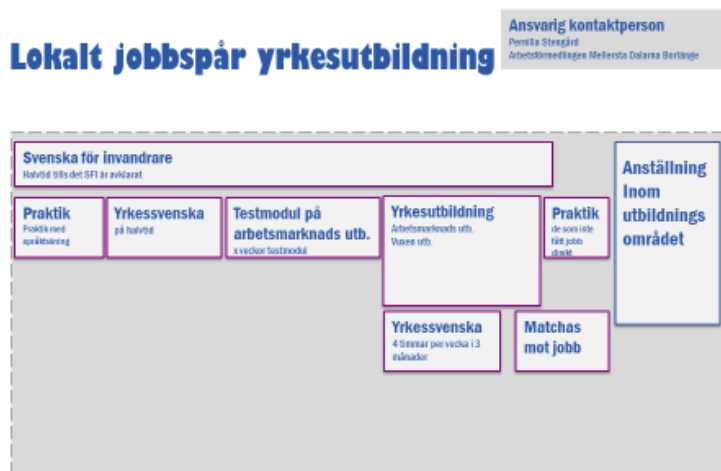 Ansvarig kontaktperson
Pernilla Stengård
Arbetsförmedlingen Mellersta Dalarna Borlänge
Lokalt jobbspår yrkesutbildning
Svenska för invandrare
Halvtid tills det SFI är avklarat
Praktik
Praktik med
språkträning
Yrkessvenska
på halvtid
Testmodul på
arbetsmarknads utb.
x veckor testmodul
Yrkesutbildning
Arbetsmarknads utb.
Vuxen utb.
Praktik
de som inte
fått jobb
direkt
Anställning
Inom
utbildnings
området
Yrkessvenska
4 timmar per vecka i 3
månader
Matchas
mot jobb